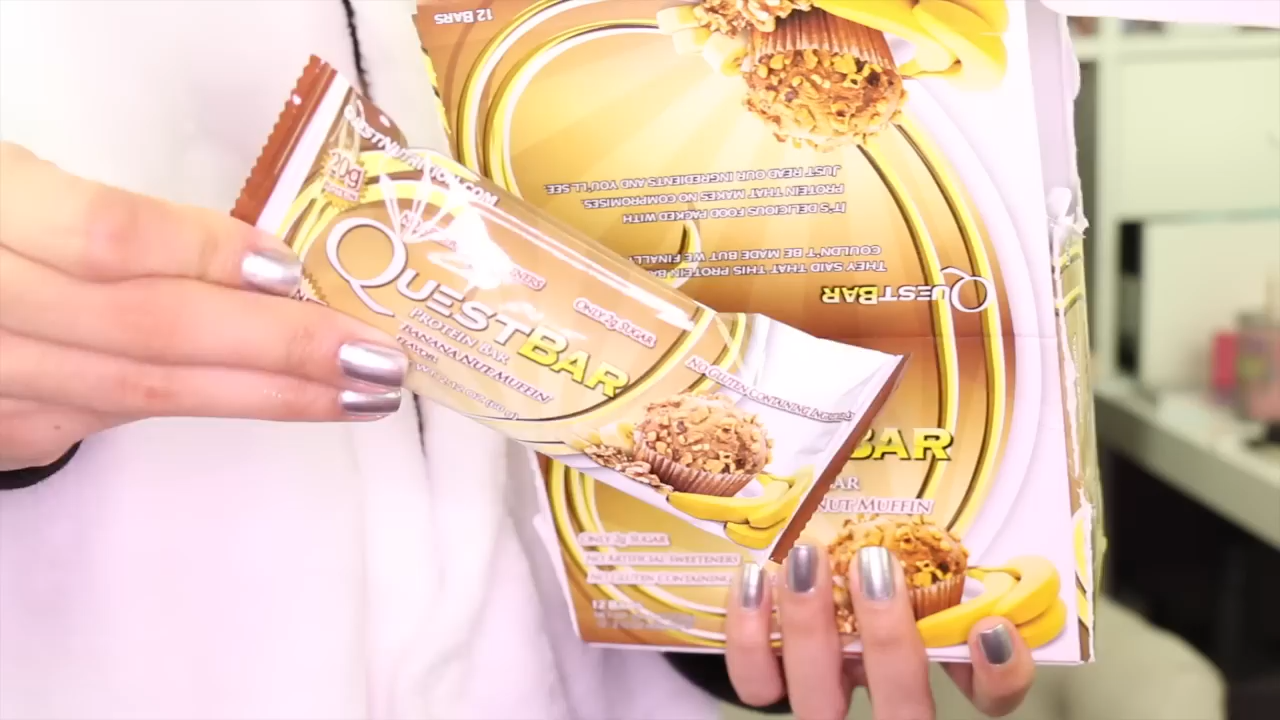 12 BARS
JUST READ OUR INGREDIENTS AND YOU'LL SEE.
PROTEIN THAT MAKES NO COMPROMISES.
IT'S DELICIOUS FOOD PACKED WITH
COULDN'T BE MADE BUT WE FINALLY
THEY SAID THAT THIS PROTEIN BAR
QUESTBAR
QUESTNUTRITION.COM
20g
ONLY 2g SUGAR
QUESTBAR
PROTEIN BAR
BANANA NUT MUFFIN
FLAVOR
NO GLUTEN CONTAINING INGREDIENTS
BAR
BAR
NUT MUFFIN
ONLY 2g SUGAR
NO ARTIFICIAL SWEETENERS
NO GLUTEN CONTAINING
12 BARS